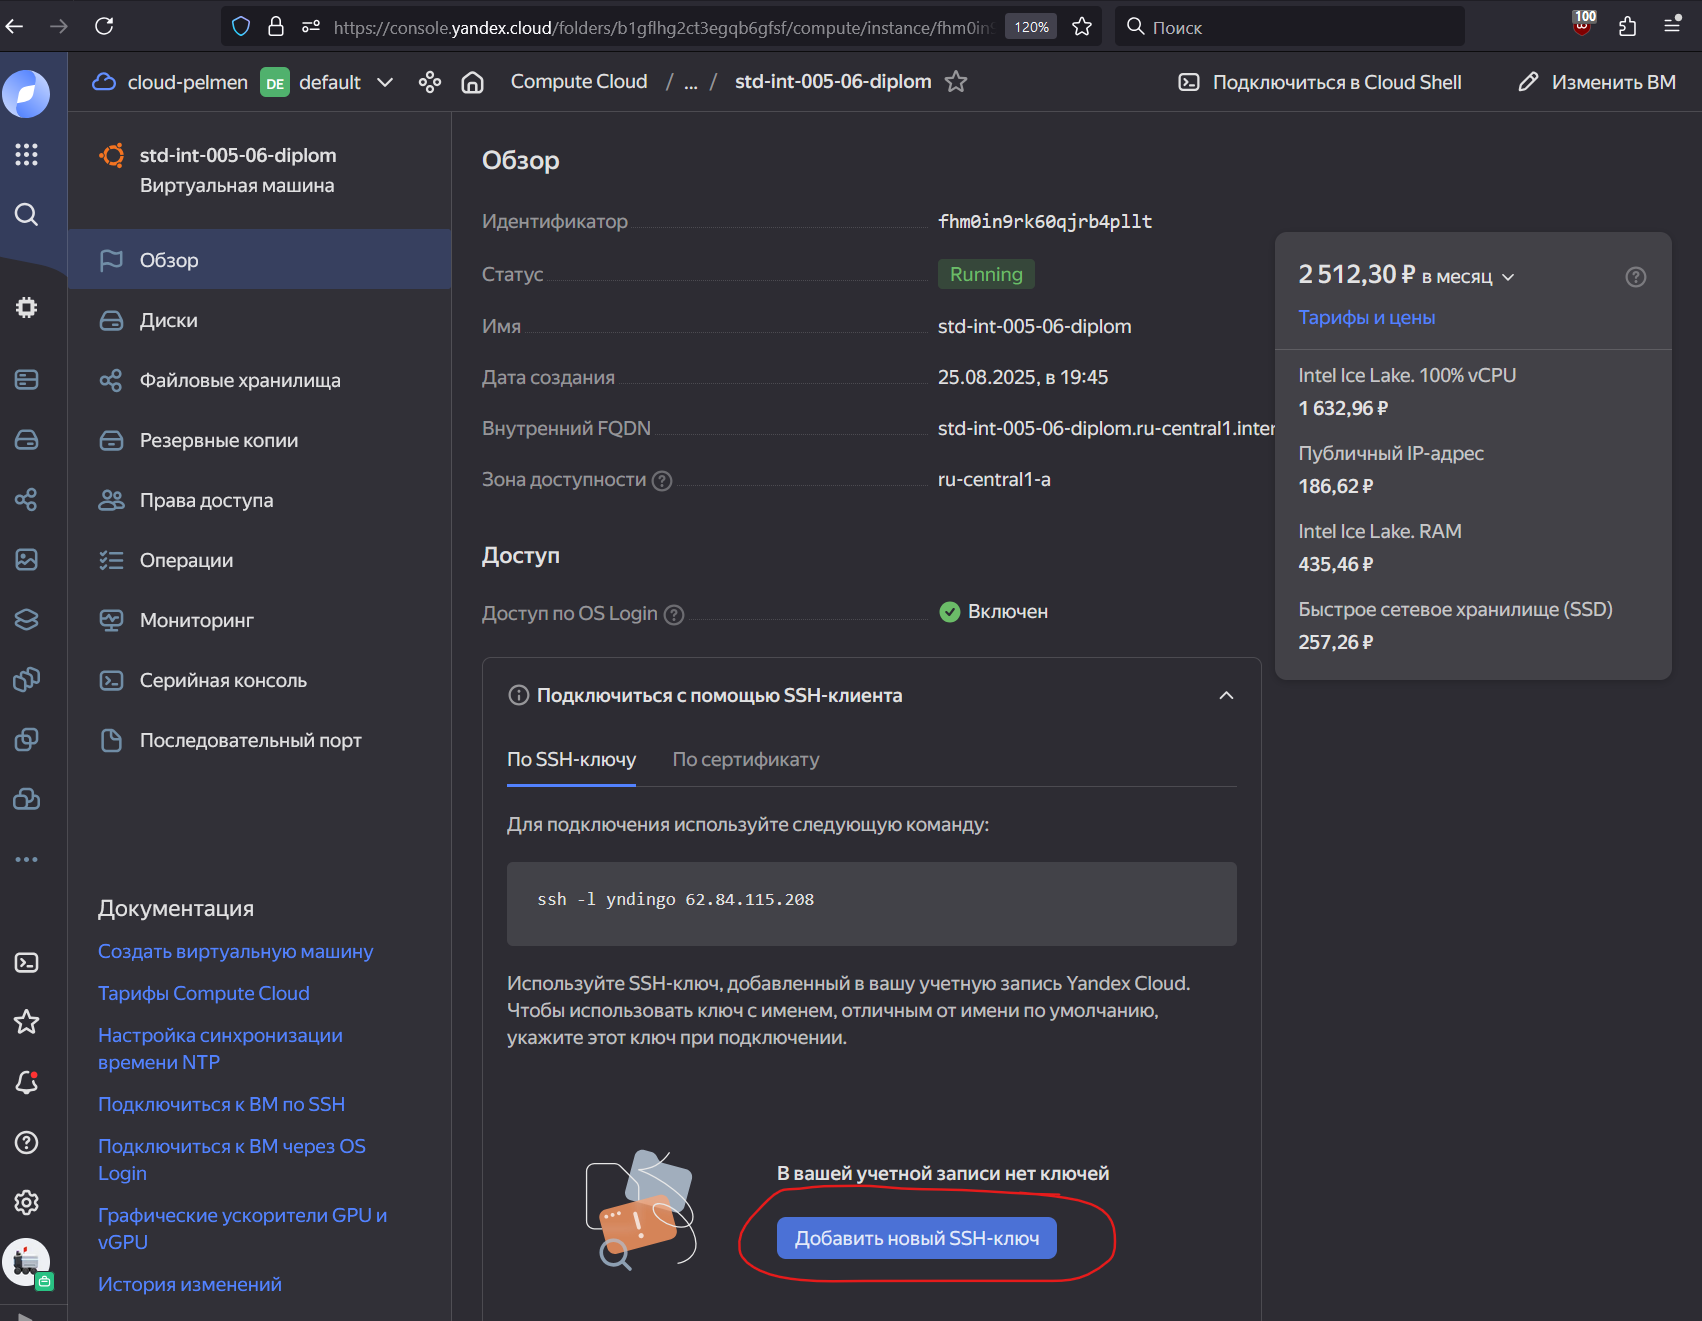 https://console.yandex.cloud/folders/b1gflhg2ct3egqb6gfsf/compute/instance/fhm0in
120%
Поиск
100
cloud-pelmen
DE
default
Compute Cloud / ... / std-int-005-06-diplom
Подключиться в Cloud Shell
Изменить ВМ
std-int-005-06-diplom
Виртуальная машина
Обзор
Диски
Файловые хранилища
Резервные копии
Права доступа
Операции
Мониторинг
Серийная консоль
Последовательный порт
Документация
Создать виртуальную машину
Тарифы Compute Cloud
Настройка синхронизации
времени NTP
Подключиться к ВМ по SSH
Подключиться к ВМ через OS
Login
Графические ускорители GPU и
vGPU
История изменений
Обзор
Идентификатор fhm0in9rk60qjrb4pllt
Статус Running
Имя std-int-005-06-diplom
Дата создания 25.08.2025, в 19:45
Внутренний FQDN std-int-005-06-diplom.ru-central1.inter
Зона доступности ru-central1-a
Доступ
Доступ по OS Login Включен
Подключиться с помощью SSH-клиента
По SSH-ключу По сертификату
Для подключения используйте следующую команду:
ssh -l yndingo 62.84.115.208
Используйте SSH-ключ, добавленный в вашу учетную запись Yandex Cloud.
Чтобы использовать ключ с именем, отличным от имени по умолчанию,
укажите этот ключ при подключении.
В вашей учетной записи нет ключей
Добавить новый SSH-ключ
2 512,30 ₽ в месяц
Тарифы и цены
Intel Ice Lake. 100% vCPU
1 632,96 ₽
Публичный IP-адрес
186,62 ₽
Intel Ice Lake. RAM
435,46 ₽
Быстрое сетевое хранилище (SSD)
257,26 ₽